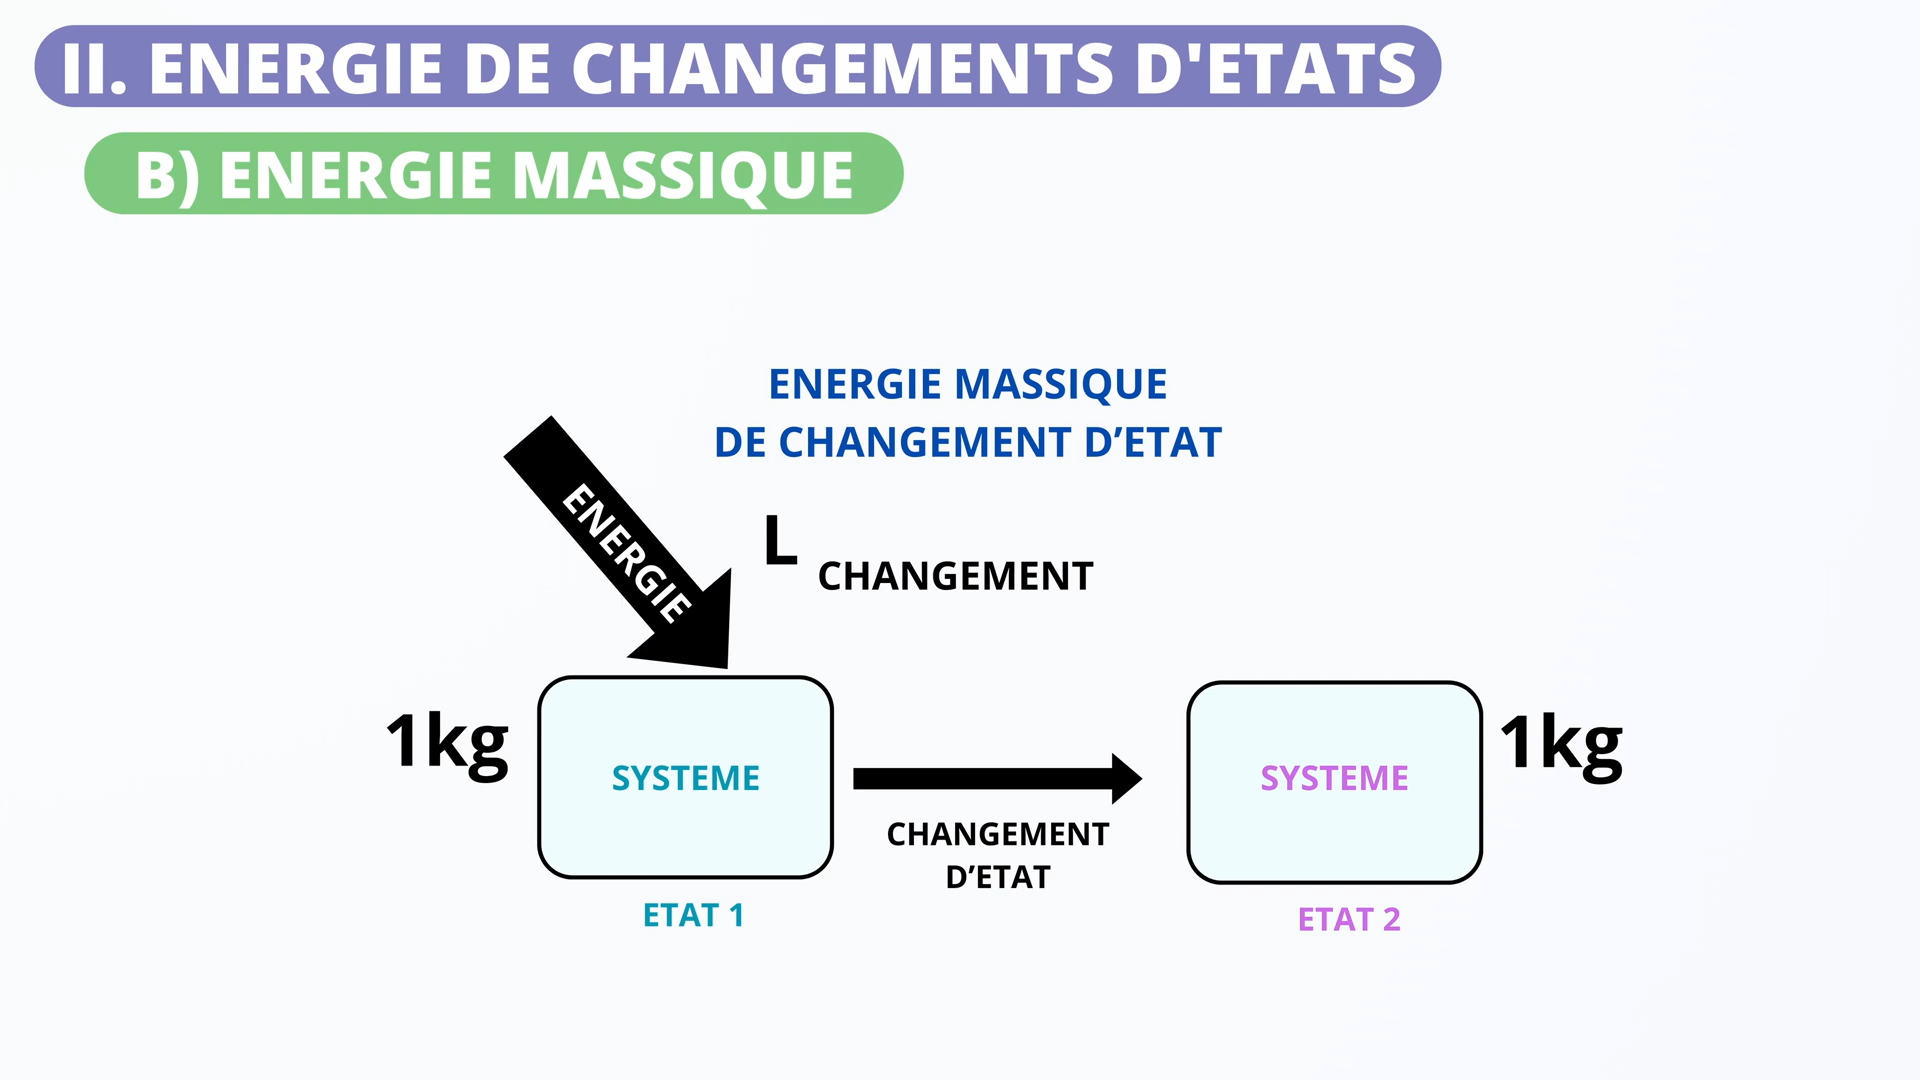 II. ENERGIE DE CHANGEMENTS D'ETATS
B) ENERGIE MASSIQUE
ENERGIE MASSIQUE
DE CHANGEMENT D’ETAT
ENERGIE
L CHANGEMENT
1kg
SYSTEME
ETAT 1
CHANGEMENT
D’ETAT
SYSTEME
1kg
ETAT 2